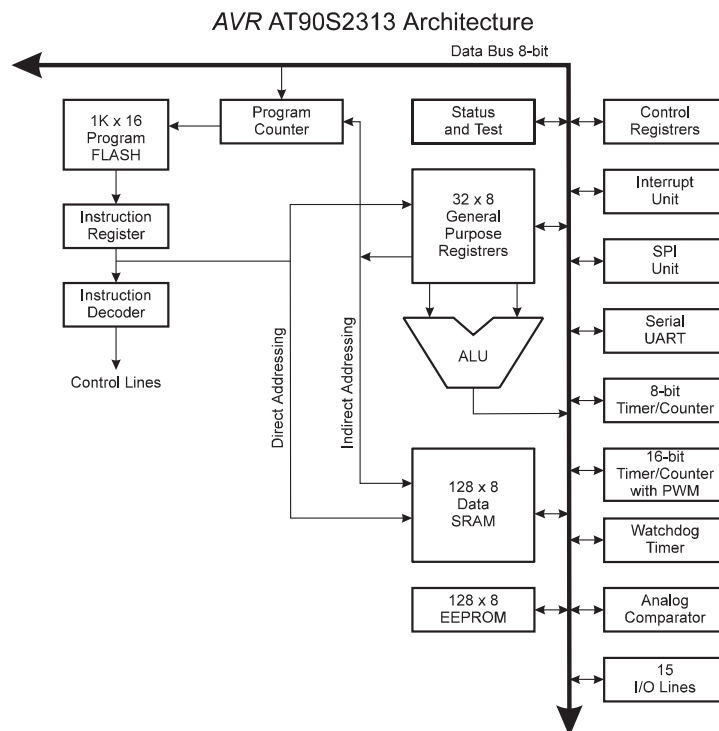 AVR AT90S2313 Architecture
Data Bus 8-bit
1K x 16
Program
FLASH
Program
Counter
Status
and Test
Control
Registrers
Instruction
Register
32 x 8
General
Purpose
Registrers
Interrupt
Unit
SPI
Unit
Instruction
Decoder
Control Lines
Direct Addressing
Indirect Addressing
ALU
Serial
UART
8-bit
Timer/Counter
128 x 8
Data
SRAM
16-bit
Timer/Counter
with PWM
Watchdog
Timer
128 x 8
EEPROM
Analog
Comparator
15
I/O Lines